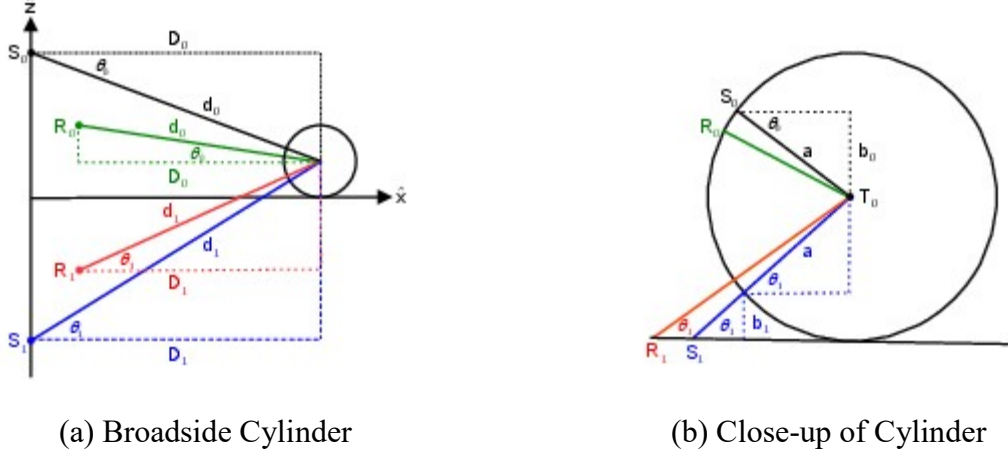 z
S₀
D₀
θ₀
d₀
R₀
d₀
θ₀
D₀
x̂
d₁
R₁
θ₁
d₁
D₁
S₁
θ₁
D₁
(a) Broadside Cylinder
S₀
R₀
θ₀
a
b₀
T₀
a
θ₁
θ₁
θ₁
b₁
R₁
S₁
(b) Close-up of Cylinder